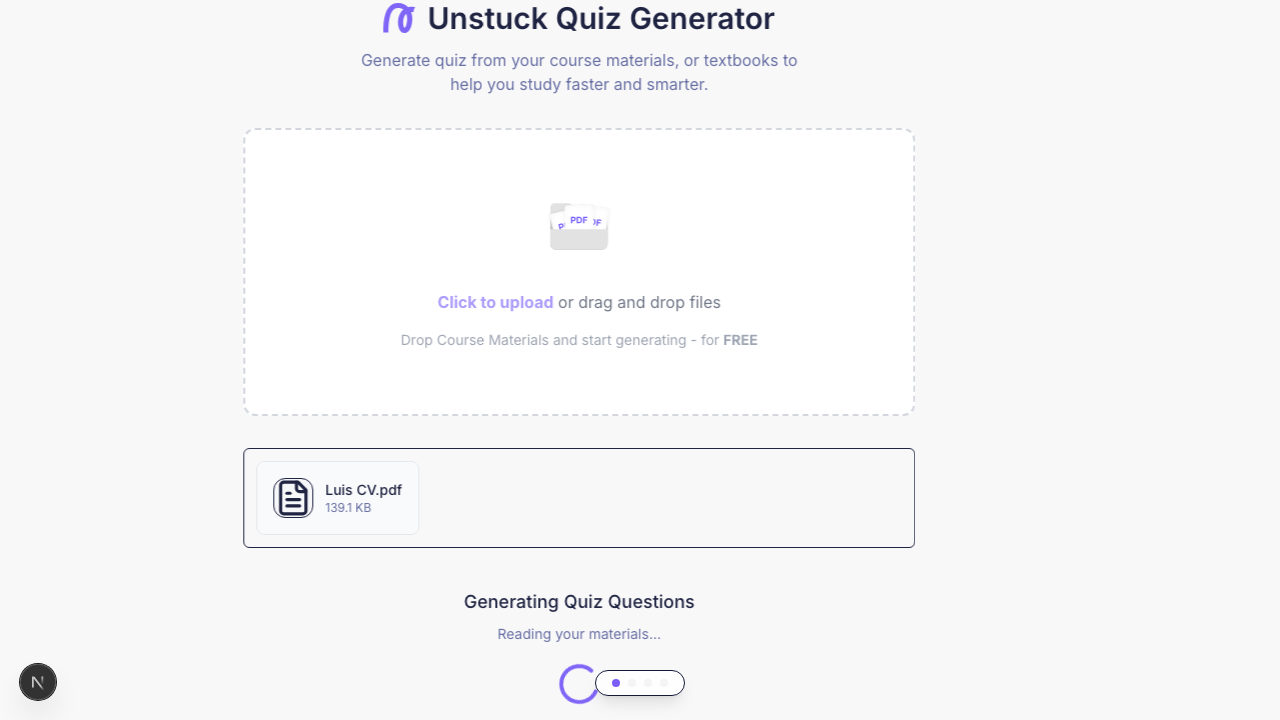 Unstuck Quiz Generator
Generate quiz from your course materials, or textbooks to
help you study faster and smarter.
PDF
Click to upload or drag and drop files
Drop Course Materials and start generating - for FREE
Luis CV.pdf
139.1 KB
Generating Quiz Questions
Reading your materials...
N